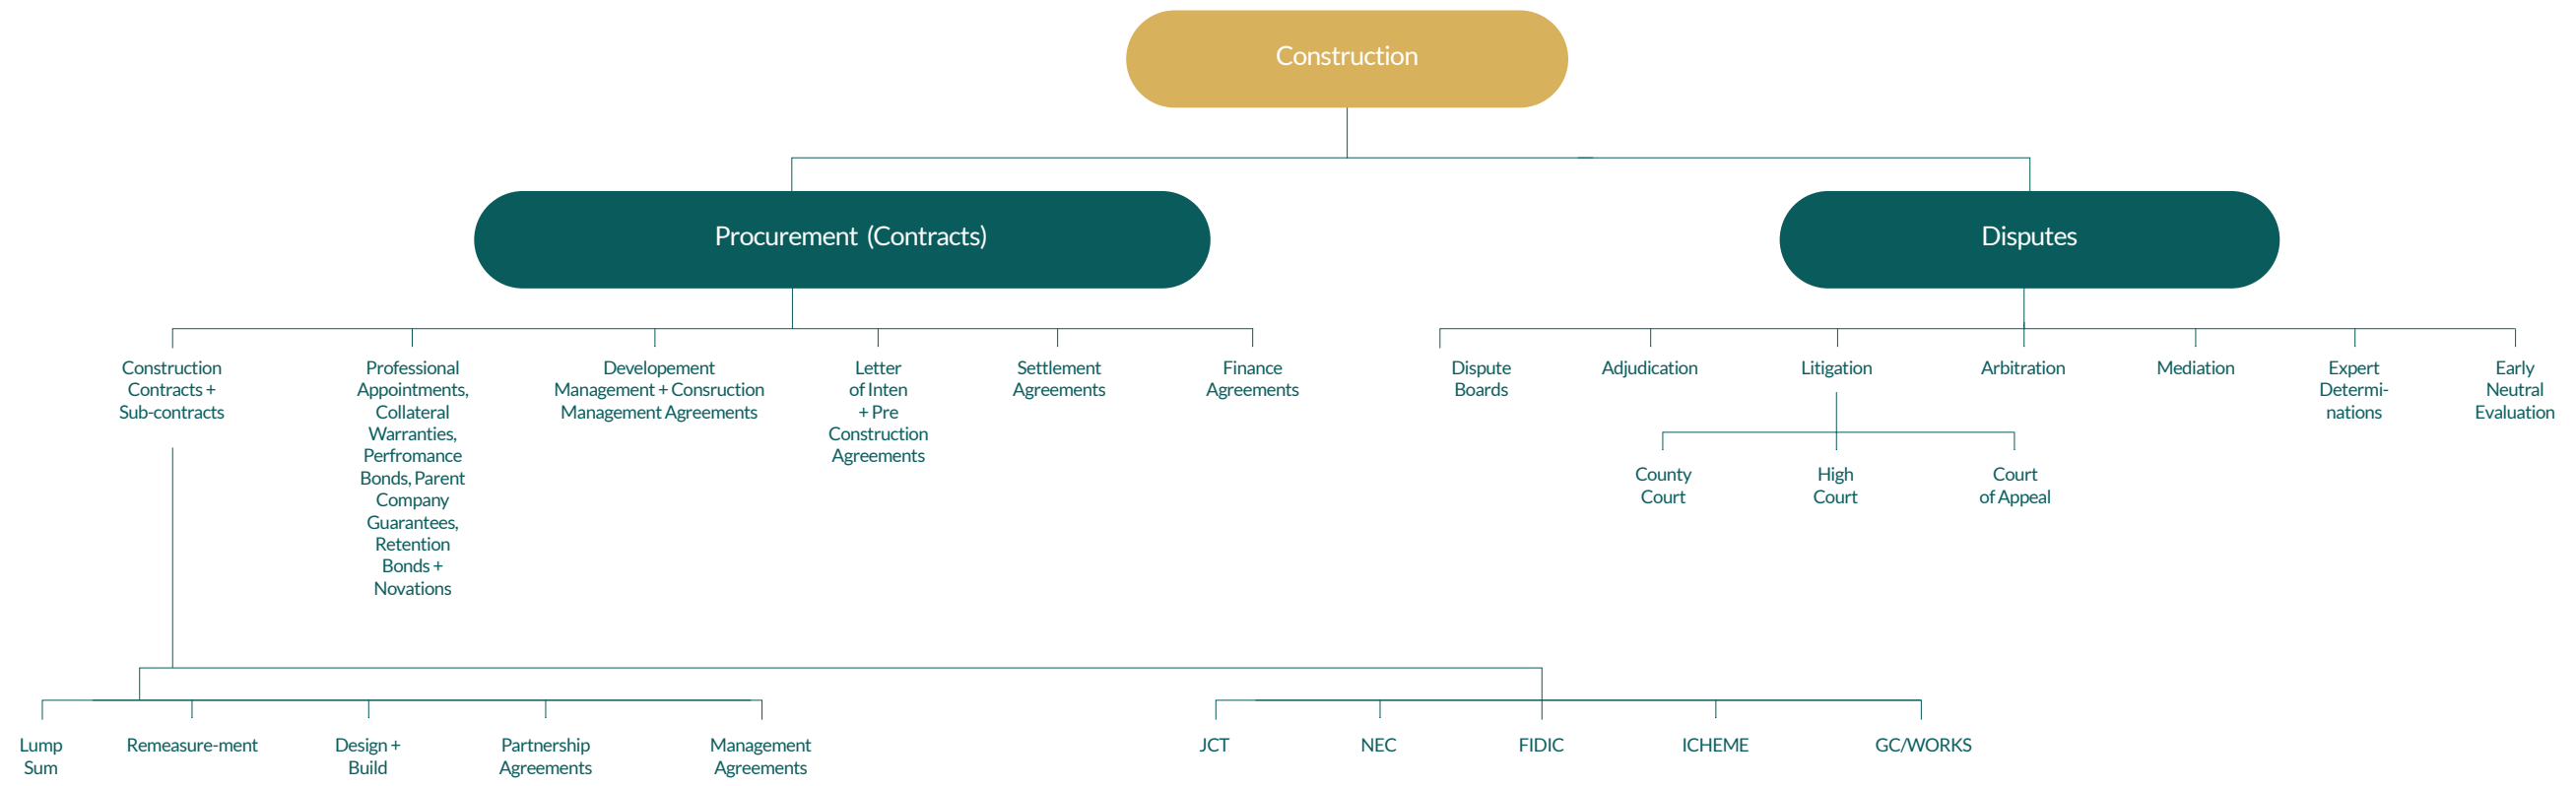 Construction
Procurement (Contracts)
Disputes
Construction
Contracts +
Sub-contracts
Professional
Appointments,
Collateral
Warranties,
Perfromance
Bonds, Parent
Company
Guarantees,
Retention
Bonds +
Novations
Developement
Management + Consruction
Management Agreements
Letter
of Inten
+ Pre
Construction
Agreements
Settlement
Agreements
Finance
Agreements
Dispute
Boards
Adjudication
Litigation
Arbitration
Mediation
Expert
Determi-
nations
Early
Neutral
Evaluation
County
Court
High
Court
Court
of Appeal
Lump
Sum
Remeasure-ment
Design +
Build
Partnership
Agreements
Management
Agreements
JCT
NEC
FIDIC
ICHEME
GC/WORKS